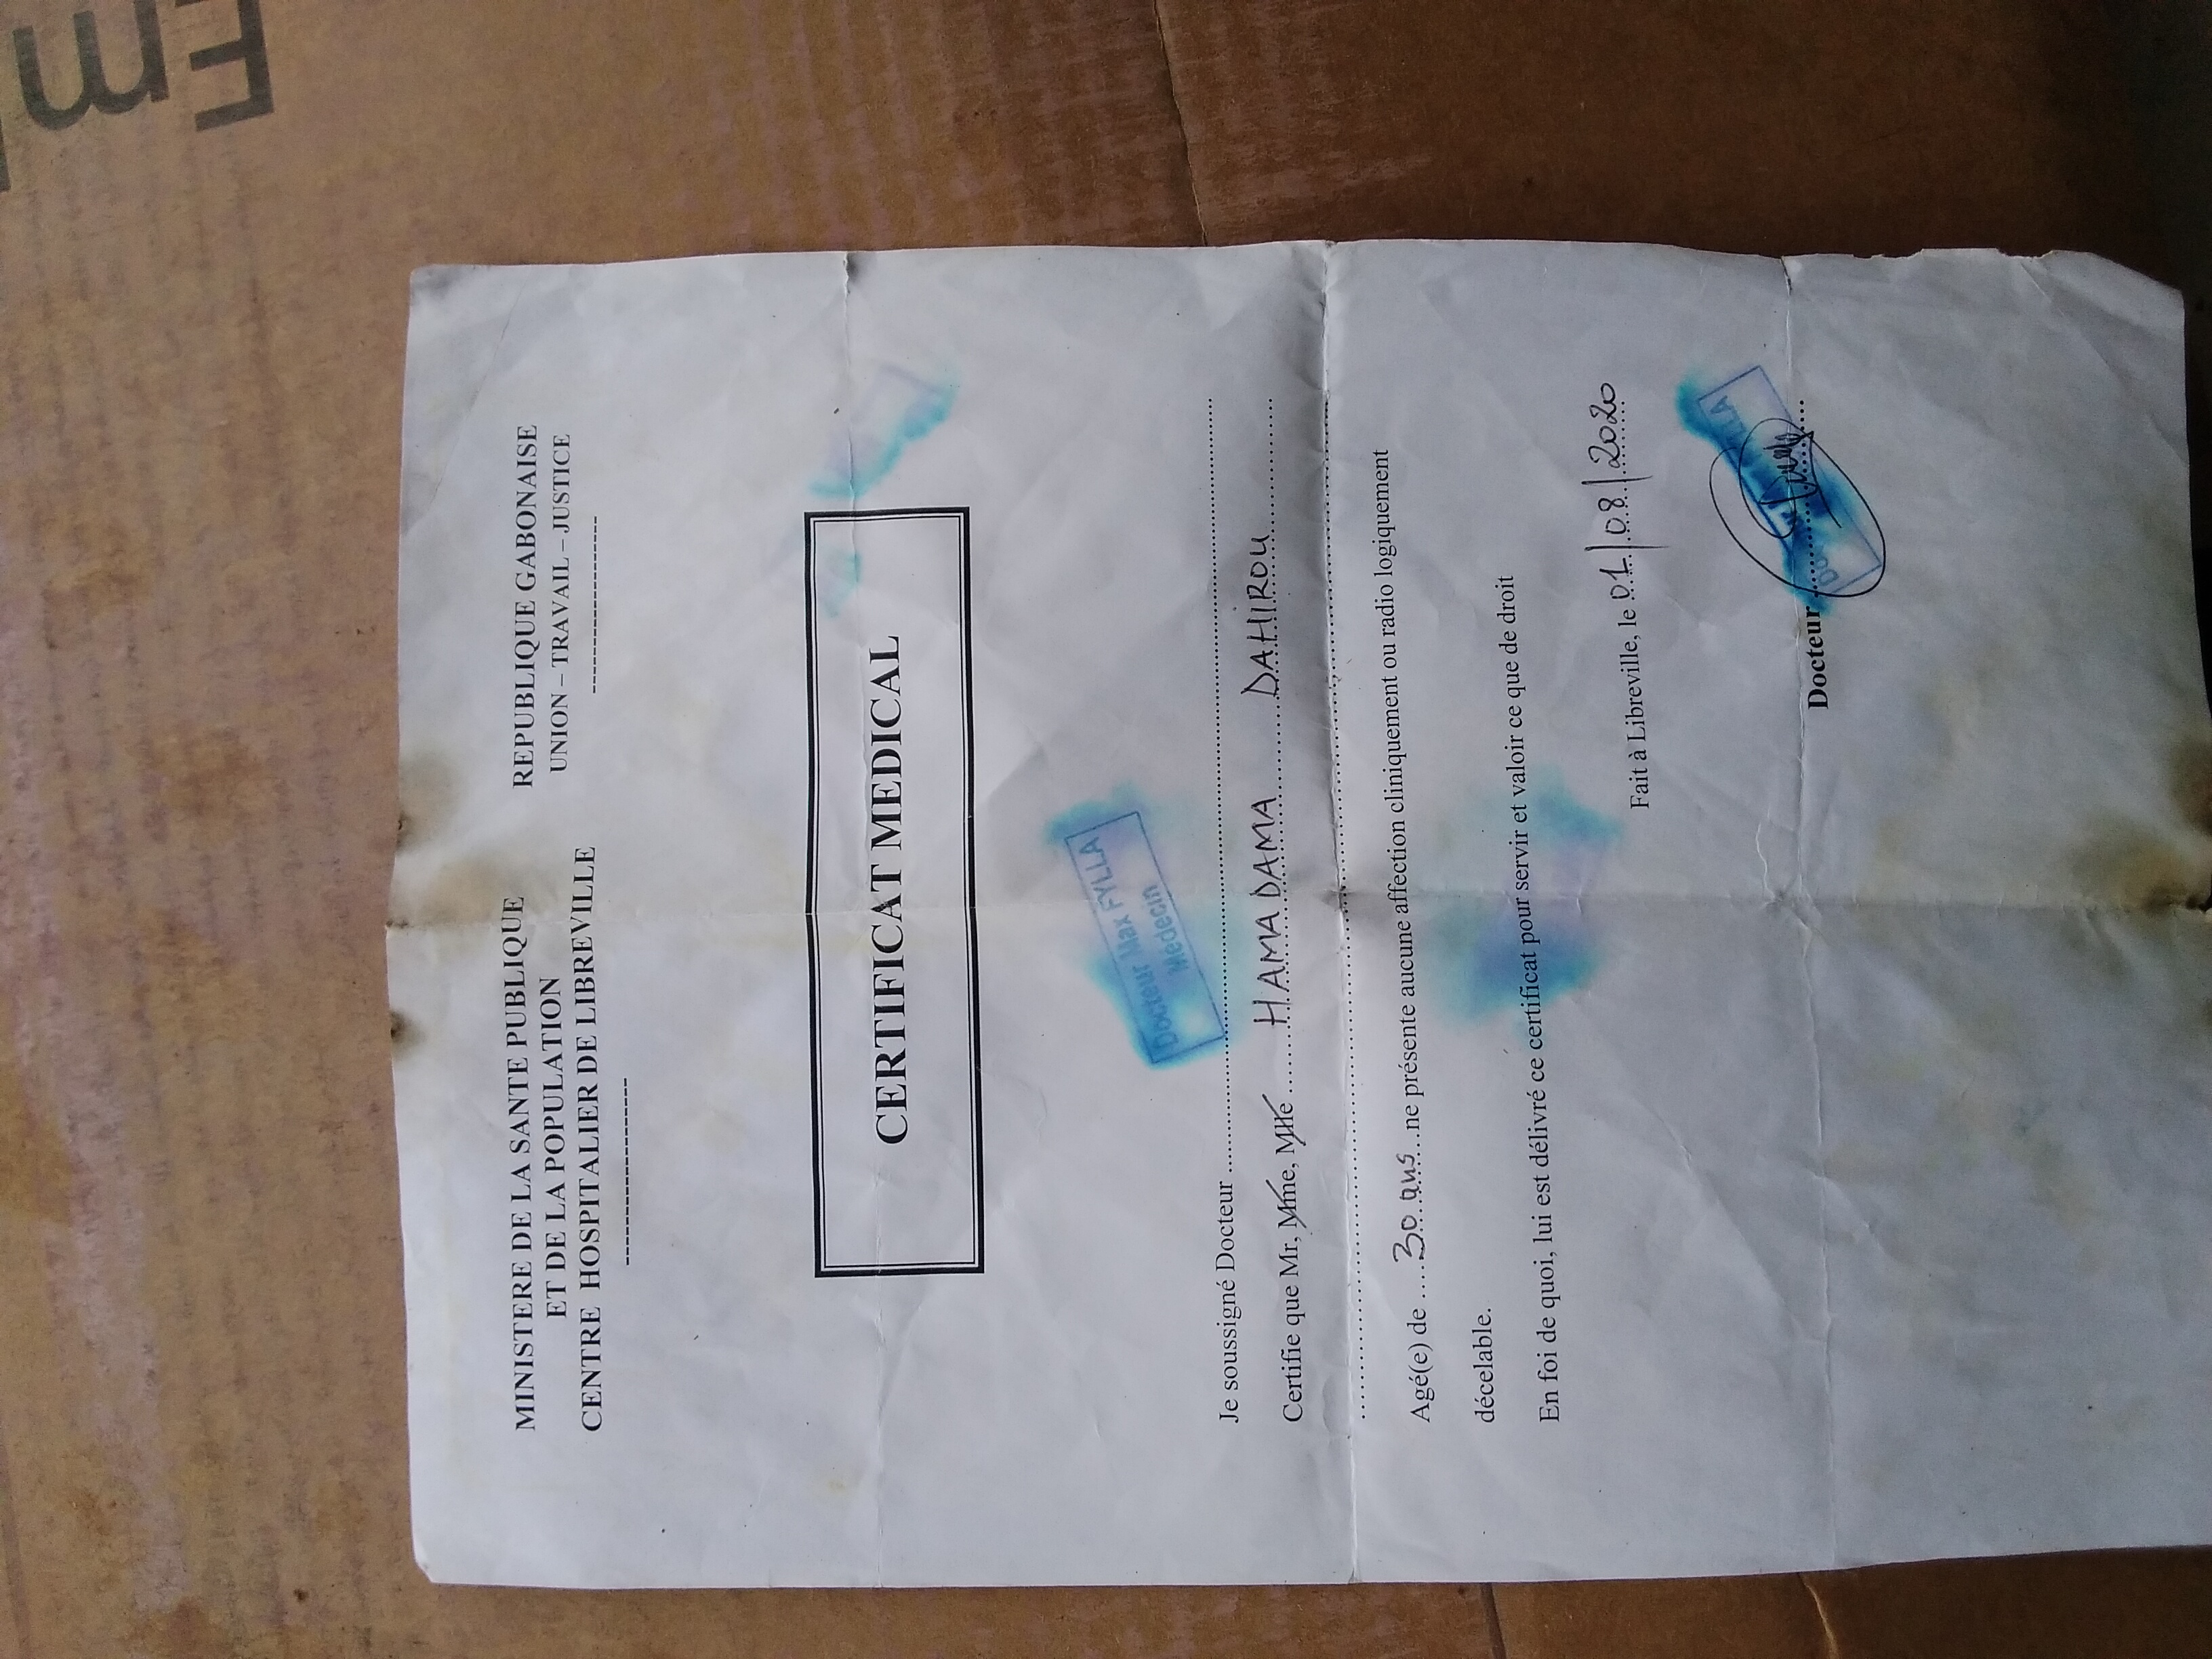 MINISTERE DE LA SANTE PUBLIQUE
ET DE LA POPULATION
CENTRE HOSPITALIER DE LIBREVILLE
--------------------
REPUBLIQUE GABONAISE
UNION – TRAVAIL – JUSTICE
--------------------
CERTIFICAT MEDICAL
Docteur Max FYLLA
Médecin
Je soussigné Docteur
Certifie que Mr, Mme, Mlle HAMADAMA DAHIROU
Agé(e) de 30 ans ne présente aucune affection cliniquement ou radio logiquement
décelable.
En foi de quoi, lui est délivré ce certificat pour servir et valoir ce que de droit
Fait à Libreville, le 01/08/2020
Docteur
Em